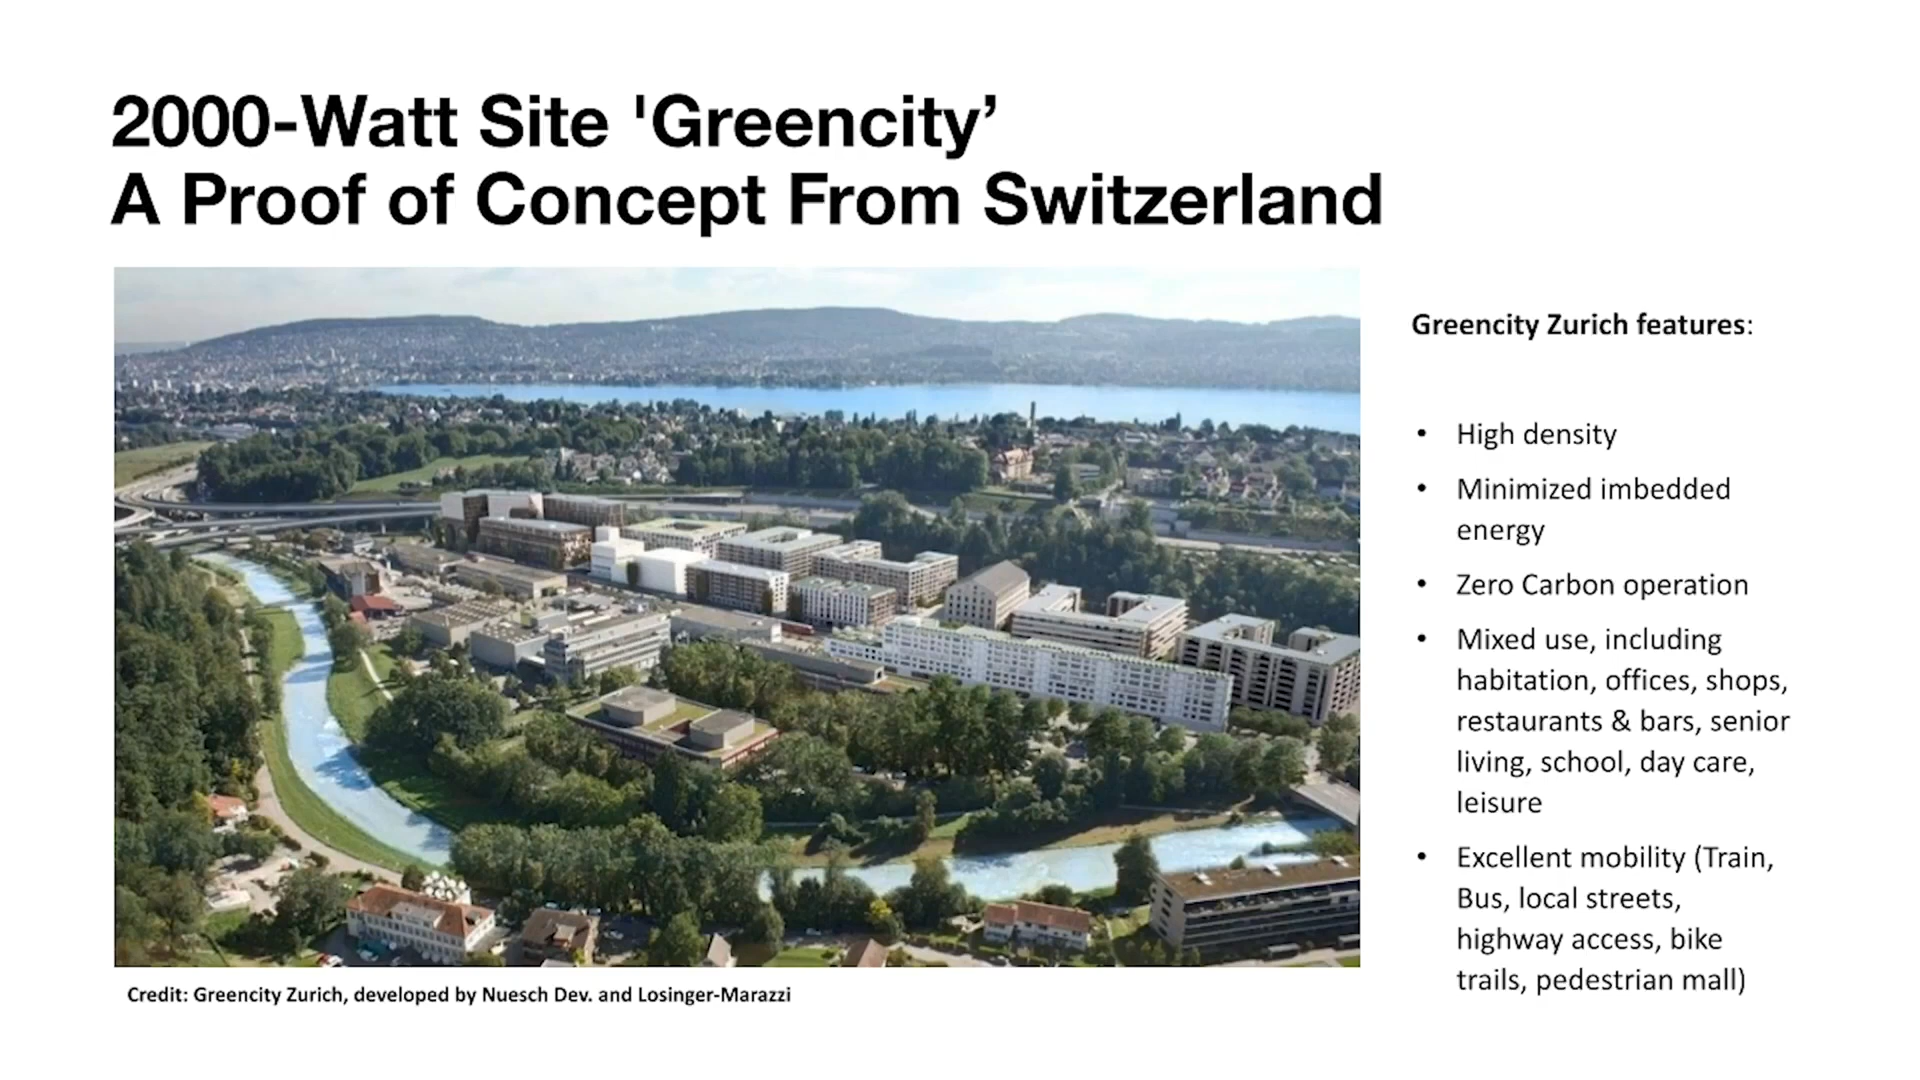 2000-Watt Site 'Greencity’
A Proof of Concept From Switzerland
Greencity Zurich features:
• High density
• Minimized imbedded
energy
• Zero Carbon operation
• Mixed use, including
habitation, offices, shops,
restaurants & bars, senior
living, school, day care,
leisure
• Excellent mobility (Train,
Bus, local streets,
highway access, bike
trails, pedestrian mall)
Credit: Greencity Zurich, developed by Nuesch Dev. and Losinger-Marazzi